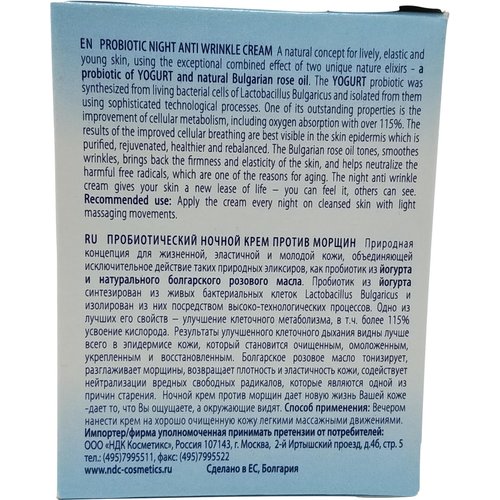 EN PROBIOTIC NIGHT ANTI WRINKLE CREAM A natural concept for lively, elastic and
young skin, using the exceptional combined effect of two unique nature elixirs - a
probiotic of YOGURT and natural Bulgarian rose oil. The YOGURT probiotic was
synthesized from living bacterial cells of Lactobacillus Bulgaricus and isolated from them
using sophisticated technological processes. One of its outstanding properties is the
improvement of cellular metabolism, including oxygen absorption with over 115%. The
results of the improved cellular breathing are best visible in the skin epidermis which is
purified, rejuvenated, healthier and rebalanced. The Bulgarian rose oil tones, smoothes
wrinkles, brings back the firmness and elasticity of the skin, and helps neutralize the
harmful free radicals, which are one of the reasons for aging. The night anti wrinkle
cream gives your skin a new lease of life – you can feel it, others can see.
Recommended use: Apply the cream every night on cleansed skin with light
massaging movements.
RU ПРОБИОТИЧЕСКИЙ НОЧНОЙ КРЕМ ПРОТИВ МОРЩИН Природная
концепция для жизненной, эластичной и молодой кожи, объединяющей
исключительное действие таких природных эликсиров, как пробиотик из йогурта
и натурального болгарского розового масла. Пробиотик из йогурта
синтезирован из живых бактериальных клеток Lactobacillus Bulgaricus и
изолирован из них посредством высоко-технологических процессов. Одно из
лучших его свойств – улучшение клеточного метаболизма, в т.ч. более 115%
усвоение кислорода. Результаты улучшенного клеточного дыхания видны лучше
всего в эпидермисе кожи, который становится очищенным, омоложенным,
укрепленным и восстановленным. Болгарское розовое масло тонизирует,
разглаживает морщины, возвращает плотность и эластичность кожи, содействует
нейтрализации вредных свободных радикалов, которые являются одной из
причин старения. Ночной крем против морщин дает новую жизнь Вашей коже
-дает то, что Вы ощущаете, а окружающие видят. Способ применения: Вечером
нанести крем на хорошо очищенную кожу легкими массажными движениями.
Импортер/фирма уполномоченная принимать претензии от потребителей:
ООО «НДК Косметик», Россия 107143, г. Москва, 2-й Иртышский проезд, д.4б, стр. 5
тел.: (495)7995511, факс: (495)7995522
www.ndc-cosmetics.ru Сделано в ЕС, Болгария